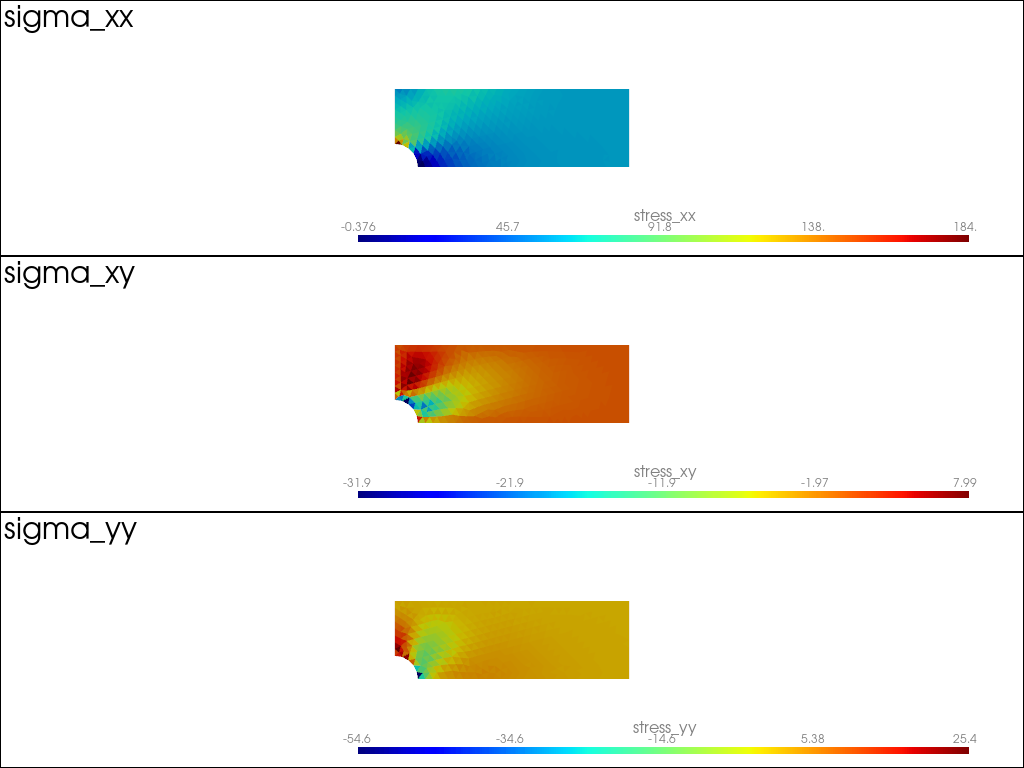 sigma_xx
stress_xx
-0.376 45.7 91.8 138. 184.
sigma_xy
stress_xy
-31.9 -21.9 -11.9 -1.97 7.99
sigma_yy
stress_yy
-54.6 -34.6 -14.6 5.38 25.4